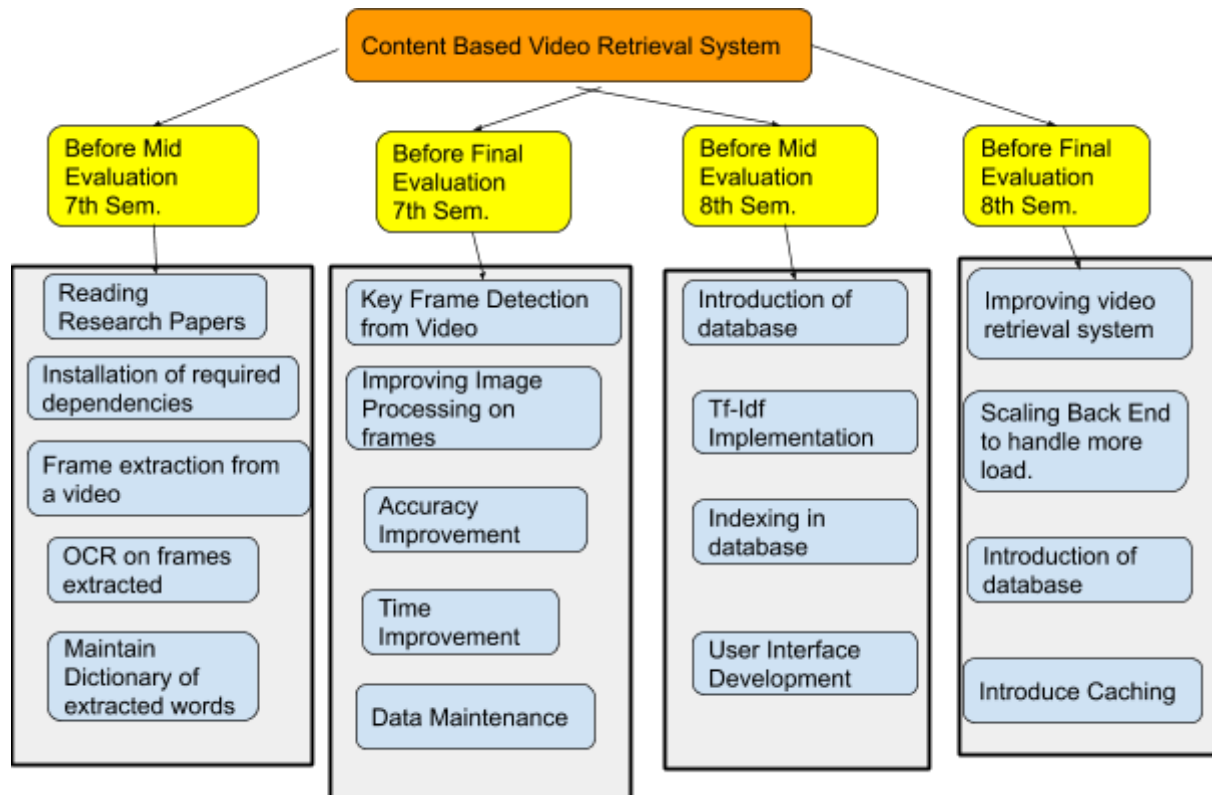 Content Based Video Retrieval System
Before Mid
Evaluation
7th Sem.
Before Final
Evaluation
7th Sem.
Before Mid
Evaluation
8th Sem.
Before Final
Evaluation
8th Sem.
Reading
Research Papers
Installation of required
dependencies
Frame extraction from
a video
OCR on frames
extracted
Maintain
Dictionary of
extracted words
Key Frame Detection
from Video
Improving Image
Processing on
frames
Accuracy
Improvement
Time
Improvement
Data Maintenance
Introduction of
database
Tf-Idf
Implementation
Indexing in
database
User Interface
Development
Improving video
retrieval system
Scaling Back End
to handle more
load.
Introduction of
database
Introduce Caching